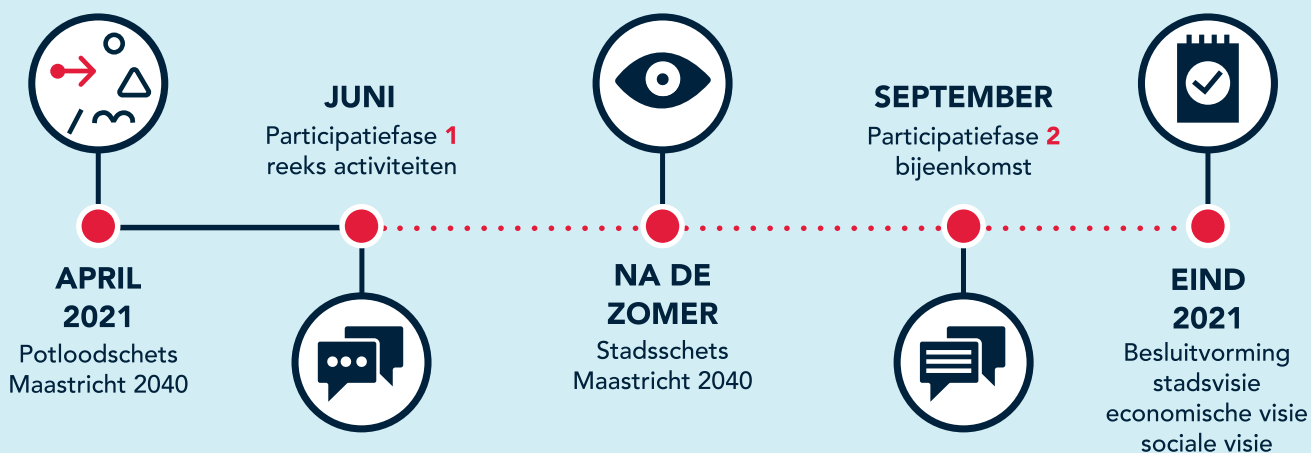 APRIL
2021
Potloodschets
Maastricht 2040
JUNI
Participatiefase 1
reeks activiteiten
NA DE
ZOMER
Stadsschets
Maastricht 2040
SEPTEMBER
Participatiefase 2
bijeenkomst
EIND
2021
Besluitvorming
stadsvisie
economische visie
sociale visie